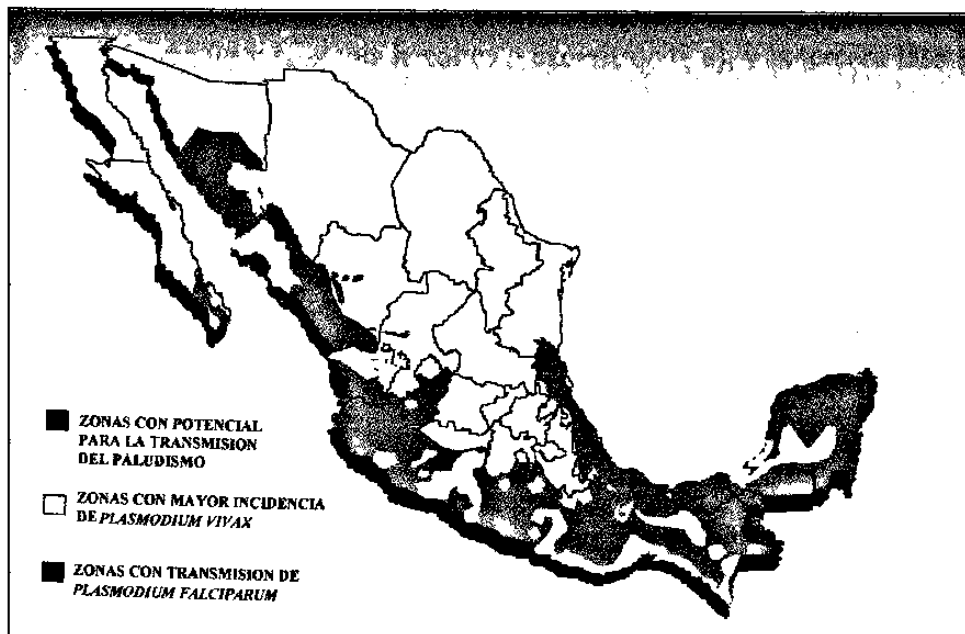 ZONAS CON POTENCIAL
PARA LA TRANSMISION
DEL PALUDISMO
ZONAS CON MAYOR INCIDENCIA
DE PLASMODIUM VIVAX
ZONAS CON TRANSMISION DE
PLASMODIUM FALCIPARUM